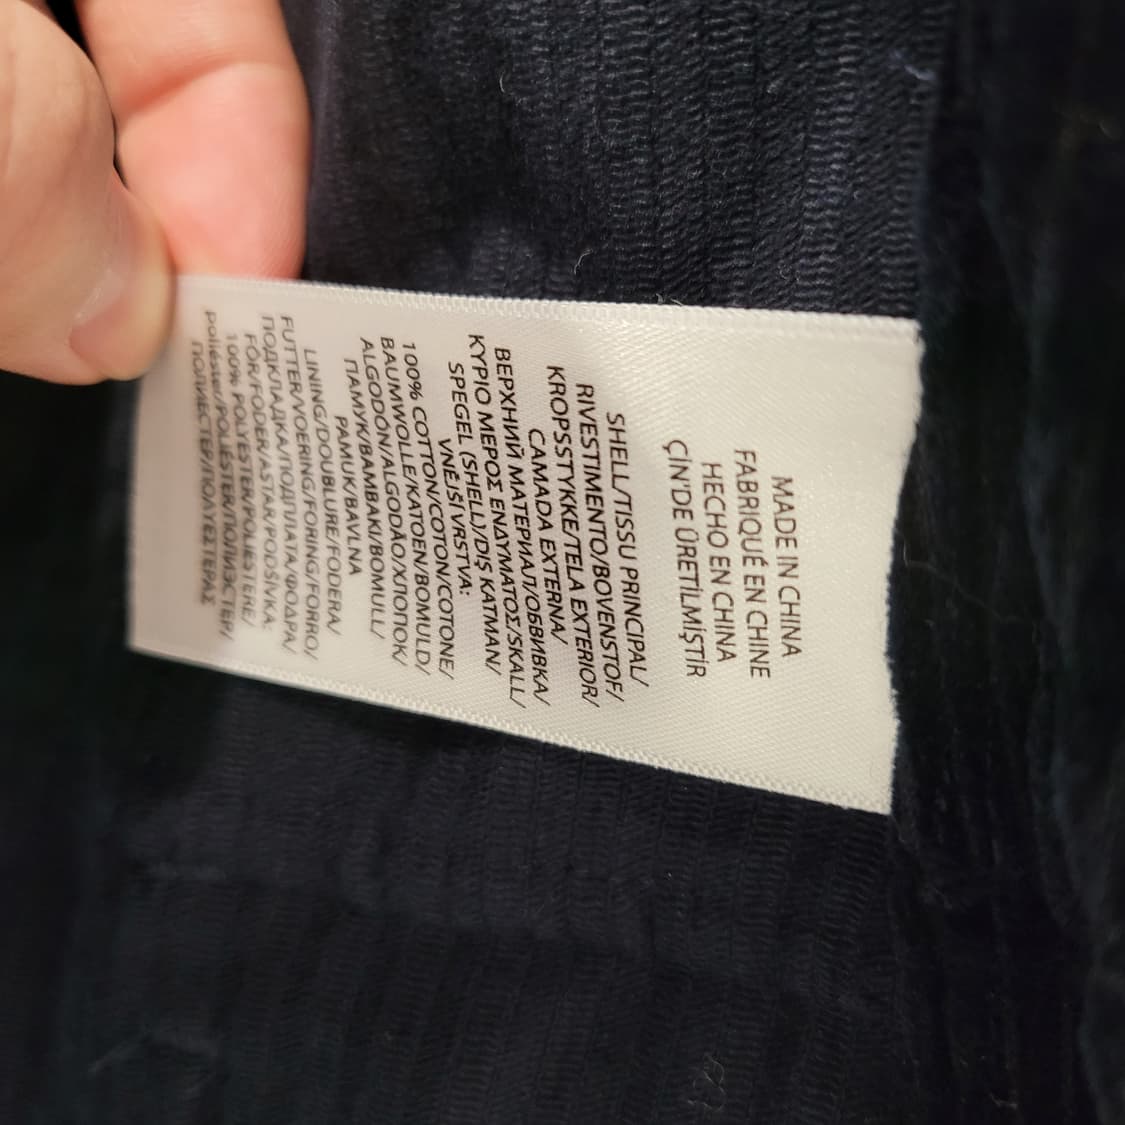 MADE IN CHINA
FABRIQUÉ EN CHINE
HECHO EN CHINA
ÇİN'DE ÜRETİLMİŞTİR
SHELL/TISSU PRINCIPAL/
RIVESTIMENTO/BOVENSTOF/
KROPSSTYKKE/TELA EXTERIOR/
CAMADA EXTERNA/
ВЕРХНИЙ МАТЕРИАЛ/ОБВИВКА/
ΚΥΡΙΟ ΜΕΡΟΣ ΕΝΔΥΜΑΤΟΣ/SKALL/
SPEGEL (SHELL)/DIŞ KATMAN/
VNĚJŠÍ VRSTVA:
100% COTTON/COTON/COTONE/
BAUMWOLLE/KATOEN/BOMULD/
ALGODÓN/ALGODÃO/ХЛОПОК/
ПАМУК/ΒΑΜΒΑΚΙ/BOMULL/
PAMUK/BAVLNA
LINING/DOUBLURE/FODERA/
FUTTER/VOERING/FORING/FORRO/
ПОДКЛАДКА/ПОДПЛАТА/ΦΟΔΡΑ/
FÔR/FODER/ASTAR/PODŠÍVKA:
100% POLYESTER/POLIESTERE/
poliéster/POLIÉSTER/ПОЛИЭСТЕР/
ПОЛИЕСТЕР/ΠΟΛΥΕΣΤΕΡΑΣ